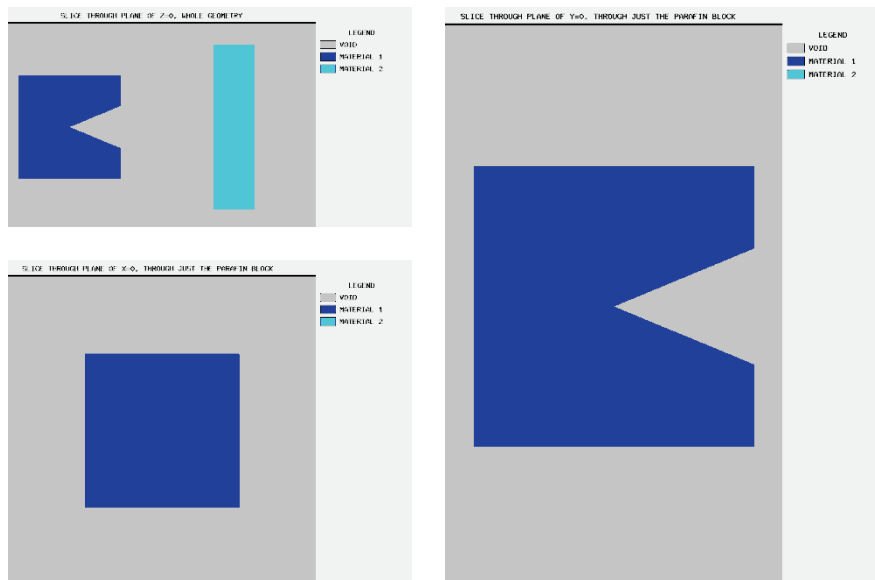 SLICE THROUGH PLANE OF Z=0, WHOLE GEOMETRY
LEGEND
VOID
MATERIAL 1
MATERIAL 2
SLICE THROUGH PLANE OF X=0, THROUGH JUST THE PARAFIN BLOCK
LEGEND
VOID
MATERIAL 1
MATERIAL 2
SLICE THROUGH PLANE OF Y=0, THROUGH JUST THE PARAFIN BLOCK
LEGEND
VOID
MATERIAL 1
MATERIAL 2